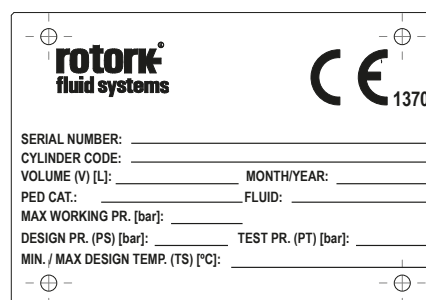 rotork®
fluid systems
CE 1370
SERIAL NUMBER:
CYLINDER CODE:
VOLUME (V) [L]: MONTH/YEAR:
PED CAT.: FLUID:
MAX WORKING PR. [bar]:
DESIGN PR. (PS) [bar]: TEST PR. (PT) [bar]:
MIN. / MAX DESIGN TEMP. (TS) [ºC]: